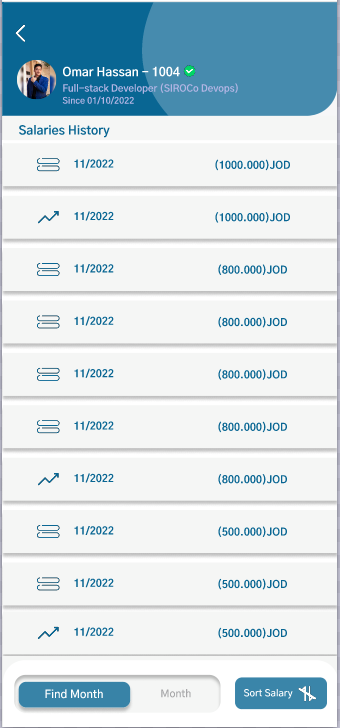 Omar Hassan - 1004
Full-stack Developer (SIROCo Devops)
Since 01/10/2022
Salaries History
11/2022 (1000.000)JOD
11/2022 (1000.000)JOD
11/2022 (800.000)JOD
11/2022 (800.000)JOD
11/2022 (800.000)JOD
11/2022 (800.000)JOD
11/2022 (800.000)JOD
11/2022 (500.000)JOD
11/2022 (500.000)JOD
11/2022 (500.000)JOD
Find Month Month Sort Salary